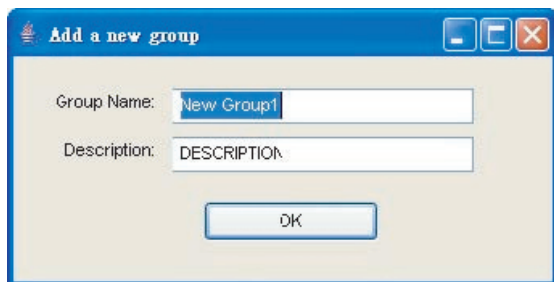 Add a new group
Group Name: New Group1
Description: DESCRIPTION
OK